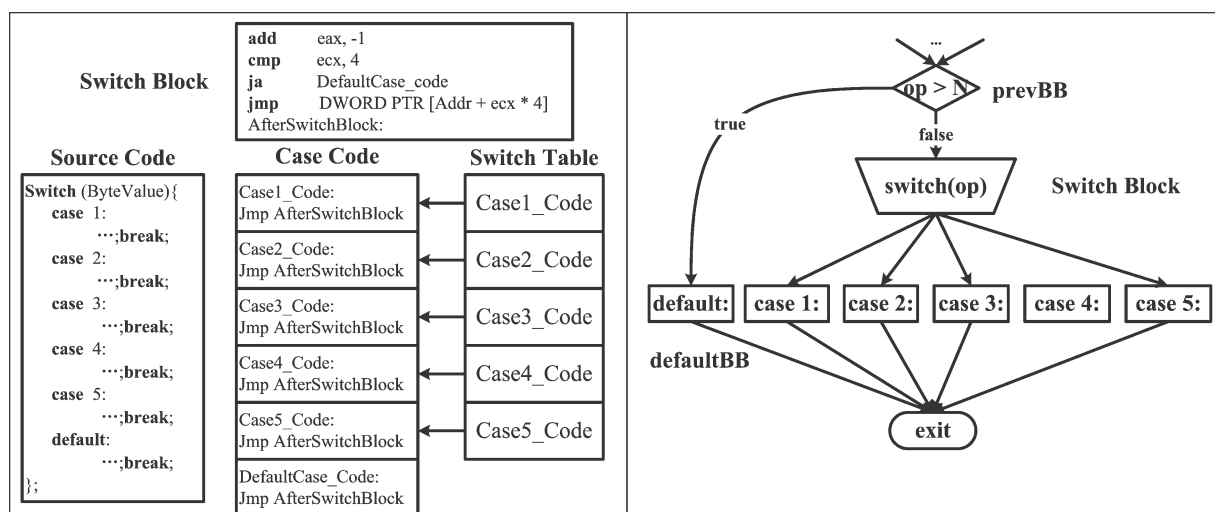 Switch Block
add eax, -1
cmp ecx, 4
ja DefaultCase_code
jmp DWORD PTR [Addr + ecx * 4]
AfterSwitchBlock:
Source Code
Switch (ByteValue){
case 1:
···;break;
case 2:
···;break;
case 3:
···;break;
case 4:
···;break;
case 5:
···;break;
default:
···;break;
};
Case Code
Case1_Code:
Jmp AfterSwitchBlock
Case2_Code:
Jmp AfterSwitchBlock
Case3_Code:
Jmp AfterSwitchBlock
Case4_Code:
Jmp AfterSwitchBlock
Case5_Code:
Jmp AfterSwitchBlock
DefaultCase_Code:
Jmp AfterSwitchBlock
Switch Table
Case1_Code
Case2_Code
Case3_Code
Case4_Code
Case5_Code
...
op > N
prevBB
true
false
switch(op)
Switch Block
default:
case 1:
case 2:
case 3:
case 4:
case 5:
defaultBB
exit